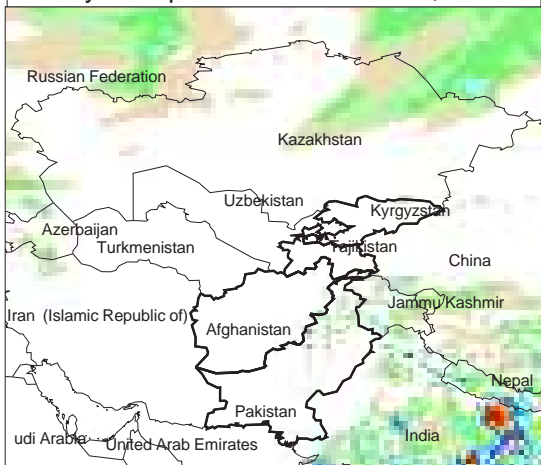 Russian Federation
Kazakhstan
Uzbekistan
Kyrgyzstan
Azerbaijan
Turkmenistan
Tajikistan
China
Jammu Kashmir
Iran (Islamic Republic of)
Afghanistan
Nepal
Pakistan
India
udi Arabia
United Arab Emirates